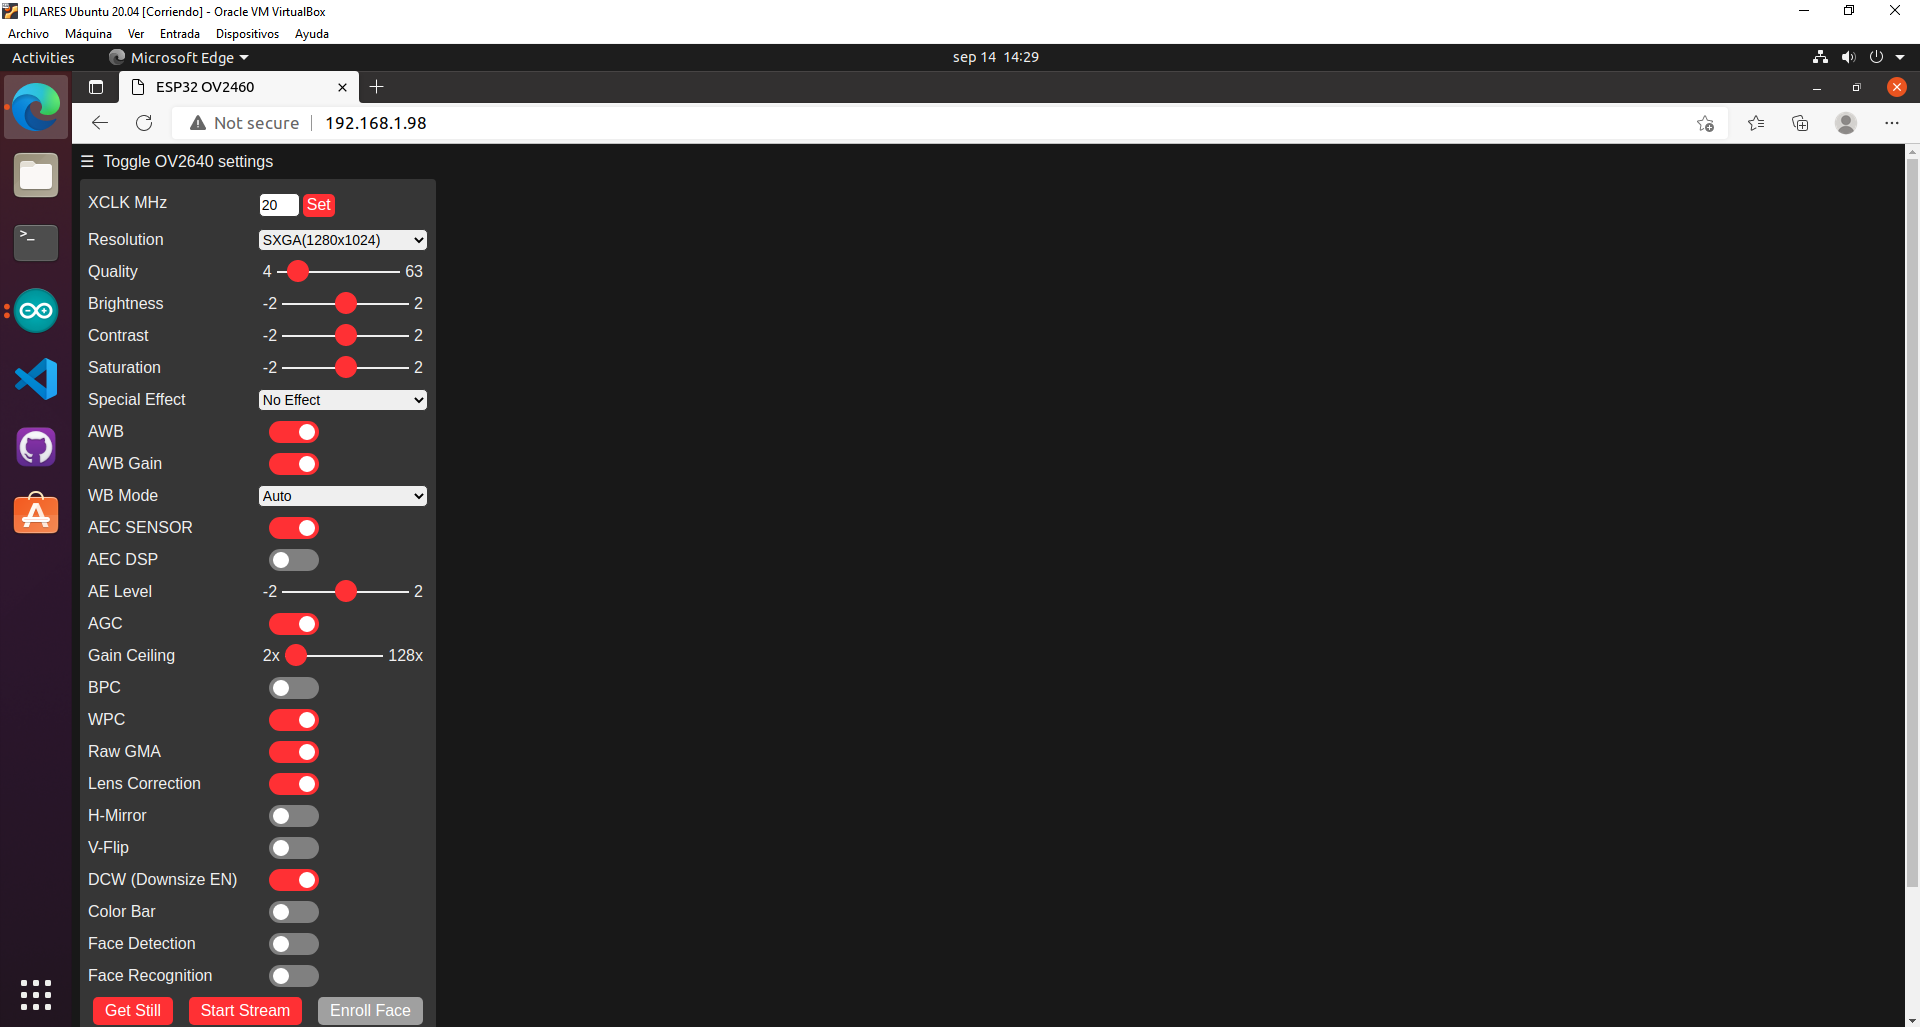 PILARES Ubuntu 20.04 [Corriendo] - Oracle VM VirtualBox
Archivo Máquina Ver Entrada Dispositivos Ayuda
Activities Microsoft Edge sep 14 14:29
ESP32 OV2460
Not secure 192.168.1.98
☰ Toggle OV2640 settings
XCLK MHz 20 Set
Resolution SXGA(1280x1024)
Quality 4 63
Brightness -2 2
Contrast -2 2
Saturation -2 2
Special Effect No Effect
AWB
AWB Gain
WB Mode Auto
AEC SENSOR
AEC DSP
AE Level -2 2
AGC
Gain Ceiling 2x 128x
BPC
WPC
Raw GMA
Lens Correction
H-Mirror
V-Flip
DCW (Downsize EN)
Color Bar
Face Detection
Face Recognition
Get Still Start Stream Enroll Face